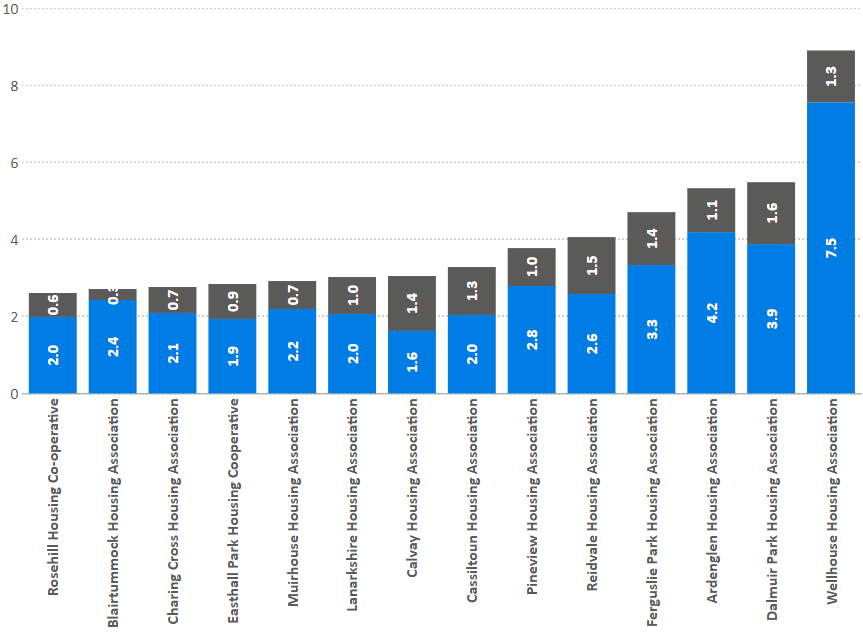 10
8
6
4
2
0
0.6
0.3
0.7
0.9
0.7
1.0
1.4
1.3
1.0
1.5
1.4
1.1
1.6
1.3
2.0
2.4
2.1
1.9
2.2
2.0
1.6
2.0
2.8
2.6
3.3
4.2
3.9
7.5
Rosehill Housing Co-operative
Blairtummock Housing Association
Charing Cross Housing Association
Easthall Park Housing Cooperative
Muirhouse Housing Association
Lanarkshire Housing Association
Calvay Housing Association
Cassiltoun Housing Association
Pineview Housing Association
Reidvale Housing Association
Ferguslie Park Housing Association
Ardenglen Housing Association
Dalmuir Park Housing Association
Wellhouse Housing Association